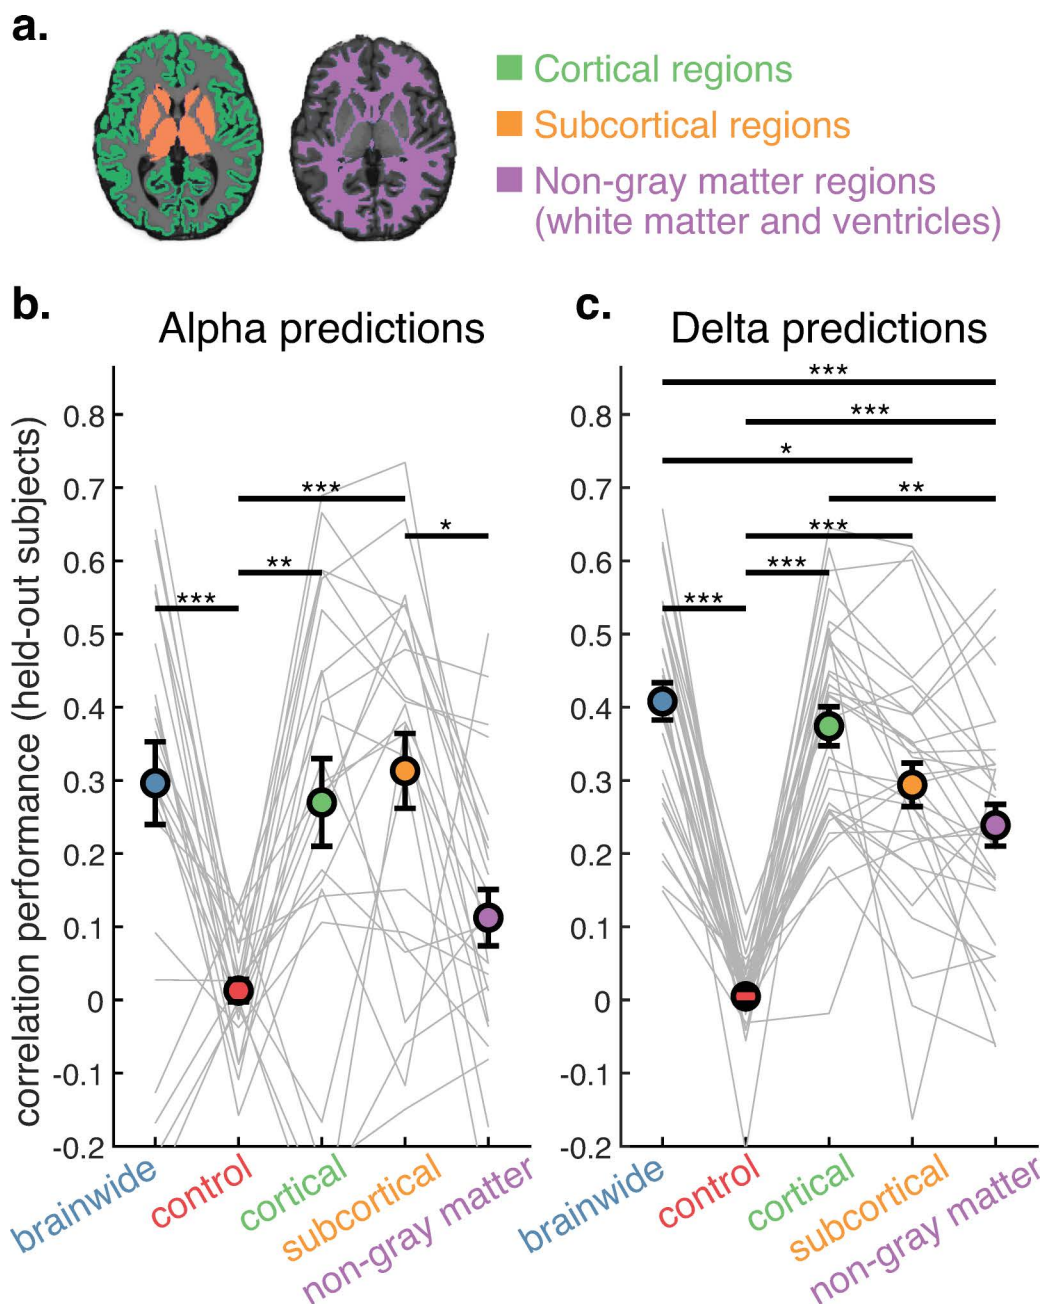 a.
Cortical regions
Subcortical regions
Non-gray matter regions
(white matter and ventricles)
b.
Alpha predictions
correlation performance (held-out subjects)
0.8
0.7
0.6
0.5
0.4
0.3
0.2
0.1
0
-0.1
-0.2
***
*
**
***
brainwide
control
cortical
subcortical
non-gray matter
c.
Delta predictions
0.8
0.7
0.6
0.5
0.4
0.3
0.2
0.1
0
-0.1
-0.2
***
***
*
**
***
***
***
brainwide
control
cortical
subcortical
non-gray matter